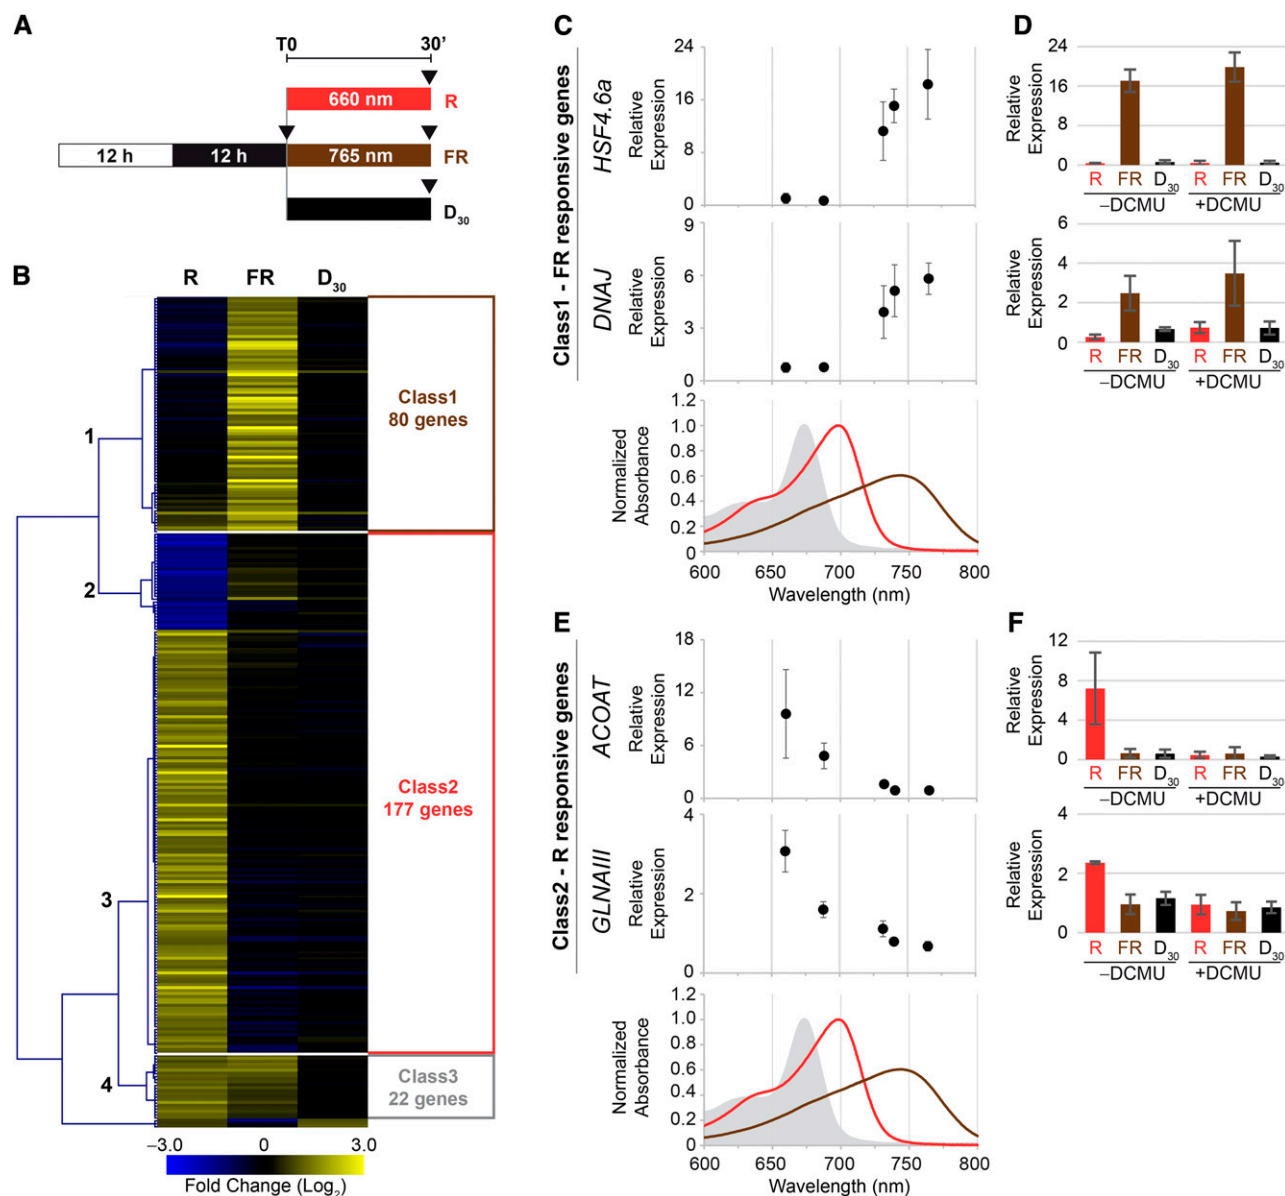 A
T0 30'
660 nm R
12 h 12 h 765 nm FR
D30
B
R FR D30
1
2
3
4
Class1
80 genes
Class2
177 genes
Class3
22 genes
–3.0 0 3.0
Fold Change (Log2)
C
Class1 - FR responsive genes
HSF4.6a
Relative
Expression
24
16
8
0
DNAJ
Relative
Expression
9
6
3
0
Normalized
Absorbance
1.2
1.0
0.8
0.6
0.4
0.2
0
600 650 700 750 800
Wavelength (nm)
D
Relative
Expression
24
16
8
0
R FR D30 R FR D30
–DCMU +DCMU
Relative
Expression
6
4
2
0
R FR D30 R FR D30
–DCMU +DCMU
E
Class2 - R responsive genes
ACOAT
Relative
Expression
18
12
6
0
GLNAIII
Relative
Expression
4
2
0
Normalized
Absorbance
1.2
1.0
0.8
0.6
0.4
0.2
0
600 650 700 750 800
Wavelength (nm)
F
Relative
Expression
12
8
4
0
R FR D30 R FR D30
–DCMU +DCMU
Relative
Expression
4
2
0
R FR D30 R FR D30
–DCMU +DCMU